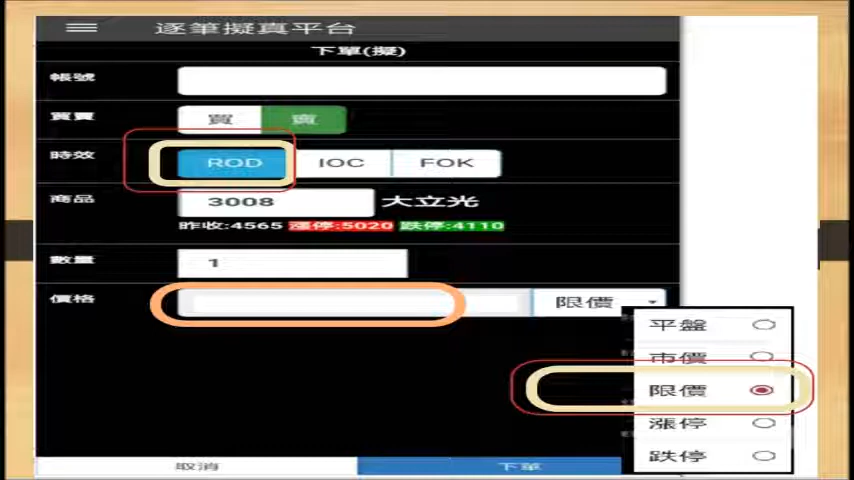 逐筆擬真平台
下單(擬)
帳號
買賣 買 賣
時效 ROD IOC FOK
商品 3008 大立光
昨收:4565 漲停:5020 跌停:4110
數量 1
價格 限價
平盤
市價
限價
漲停
跌停
取消 下單